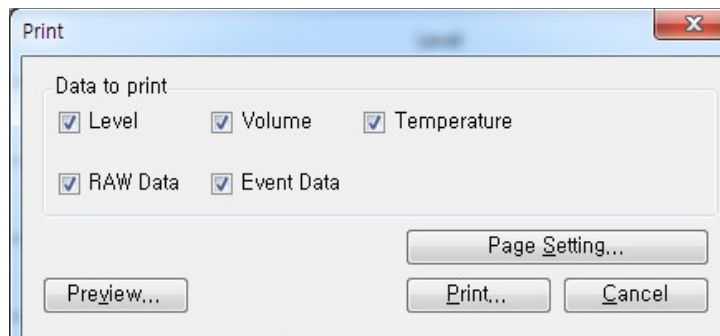 Print
Data to print
Level Volume Temperature
RAW Data Event Data
Page Setting...
Preview... Print... Cancel